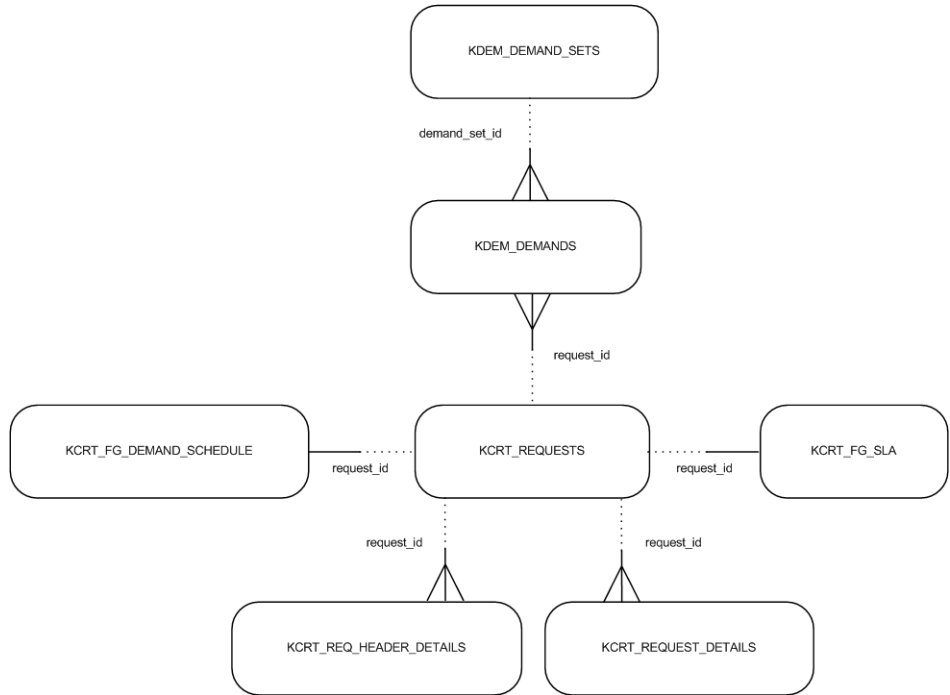 KDEM_DEMAND_SETS
demand_set_id
KDEM_DEMANDS
request_id
KCRT_FG_DEMAND_SCHEDULE
request_id
KCRT_REQUESTS
request_id
KCRT_FG_SLA
request_id
request_id
KCRT_REQ_HEADER_DETAILS
KCRT_REQUEST_DETAILS